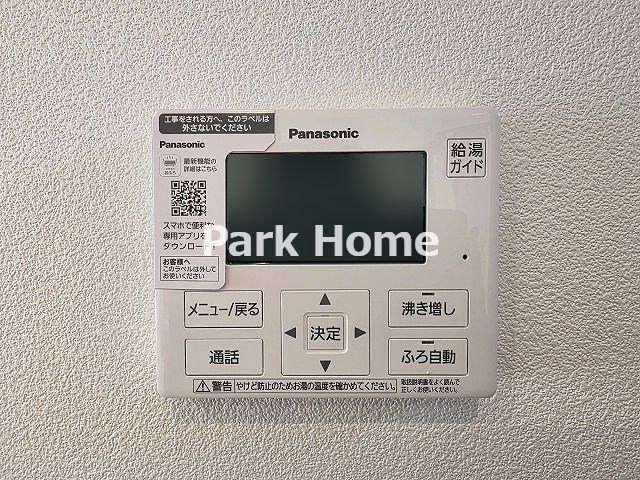 工事をされる方へ、このラベルは
外さないでください
Panasonic
最新機能の
詳細はこちら
スマホで便利な
専用アプリを
ダウンロード
お客様へ
このラベルは外して
お使いください
Panasonic
給湯
ガイド
Park Home
メニュー/戻る
決定
沸き増し
通話
ふろ自動
警告 やけど防止のためお湯の温度を確かめてください。
取扱説明書をよく読んで
正しくお使いください。